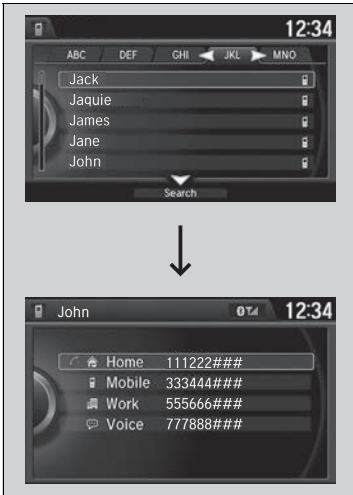 12:34
ABC DEF GHI JKL MNO
Jack
Jaquie
James
Jane
John
Search
John 12:34
Home 111222###
Mobile 333444###
Work 555666###
Voice 777888###